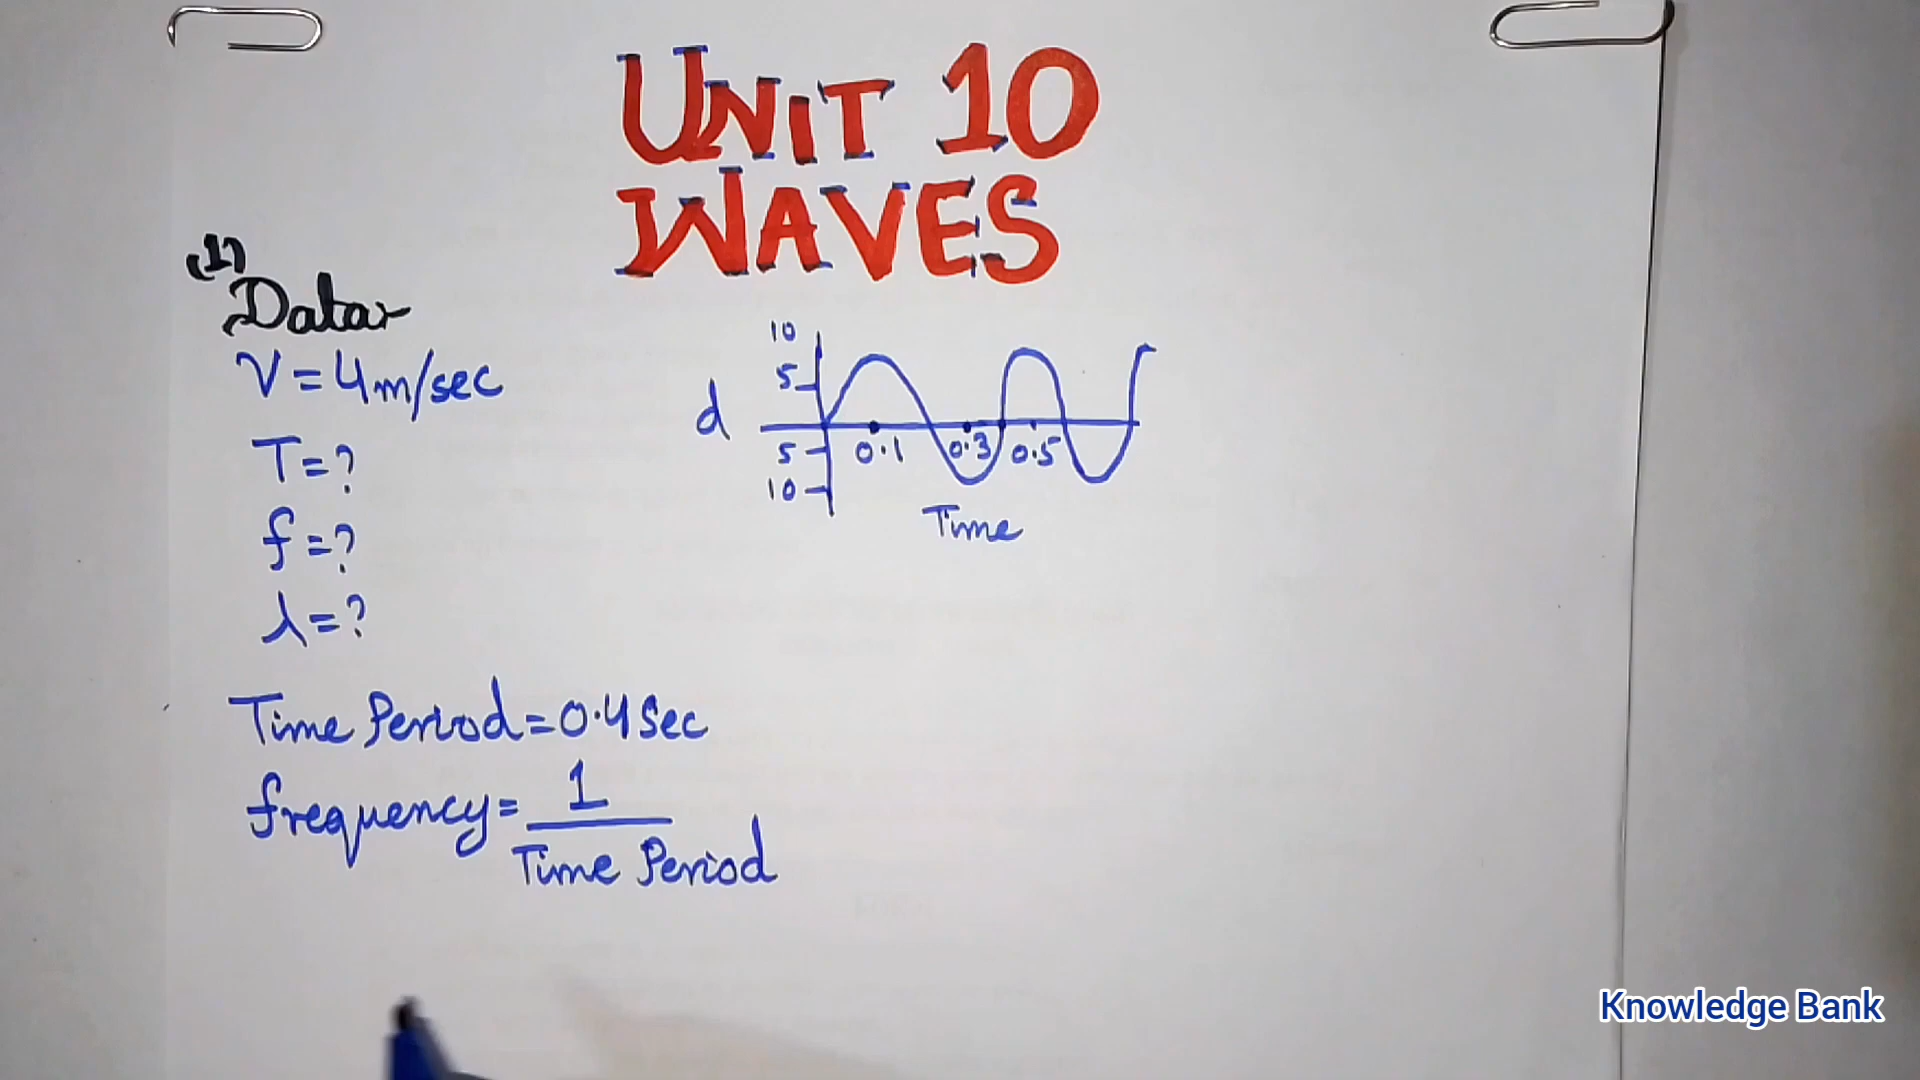 UNIT 10
WAVES
(1)
Data
V = 4m/sec
T = ?
f = ?
λ = ?
10
5
d
5
10
0.1
0.3
0.5
Time
Time Period = 0.4 Sec
frequency = 1
Time Period
Knowledge Bank